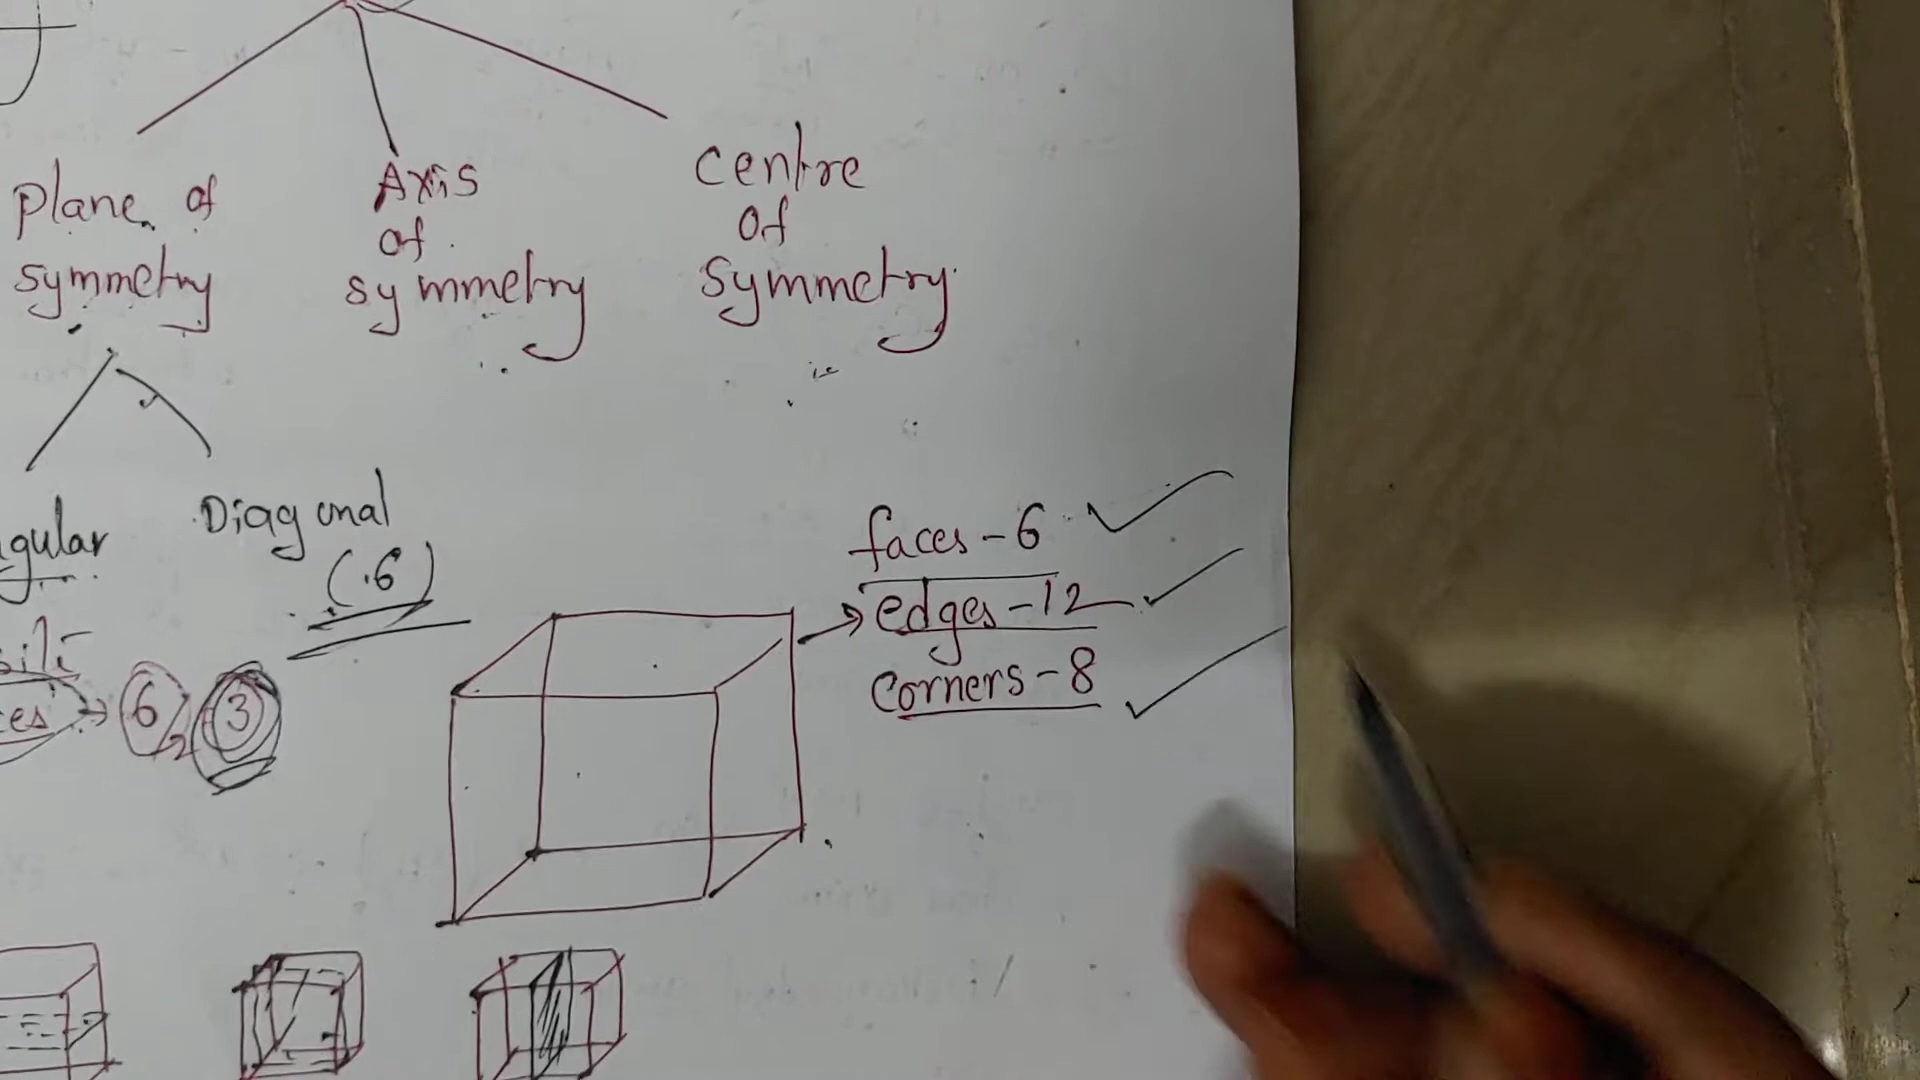 Plane of
symmetry
Axis
of
symmetry
Centre
Of
Symmetry
gular
Diagonal
(6)
6, 3
faces - 6
edges - 12
Corners - 8